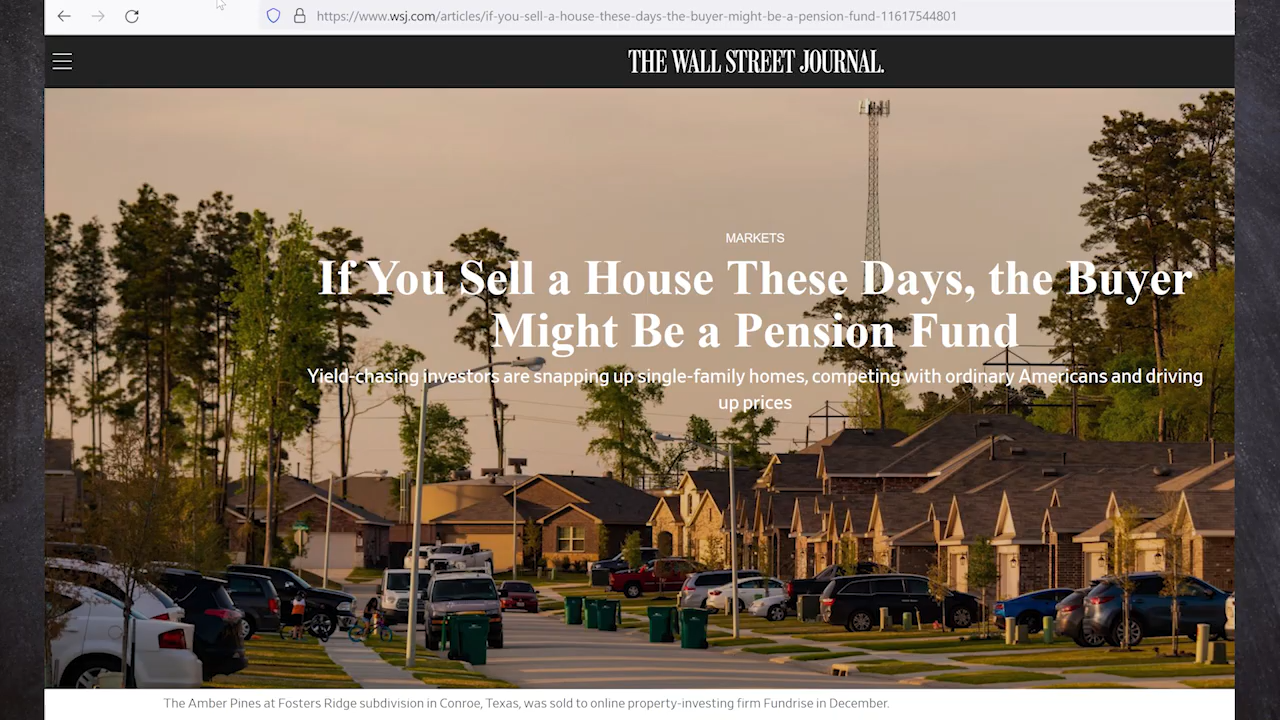 https://www.wsj.com/articles/if-you-sell-a-house-these-days-the-buyer-might-be-a-pension-fund-11617544801
THE WALL STREET JOURNAL.
MARKETS
If You Sell a House These Days, the Buyer
Might Be a Pension Fund
Yield-chasing investors are snapping up single-family homes, competing with ordinary Americans and driving
up prices
The Amber Pines at Fosters Ridge subdivision in Conroe, Texas, was sold to online property-investing firm Fundrise in December.